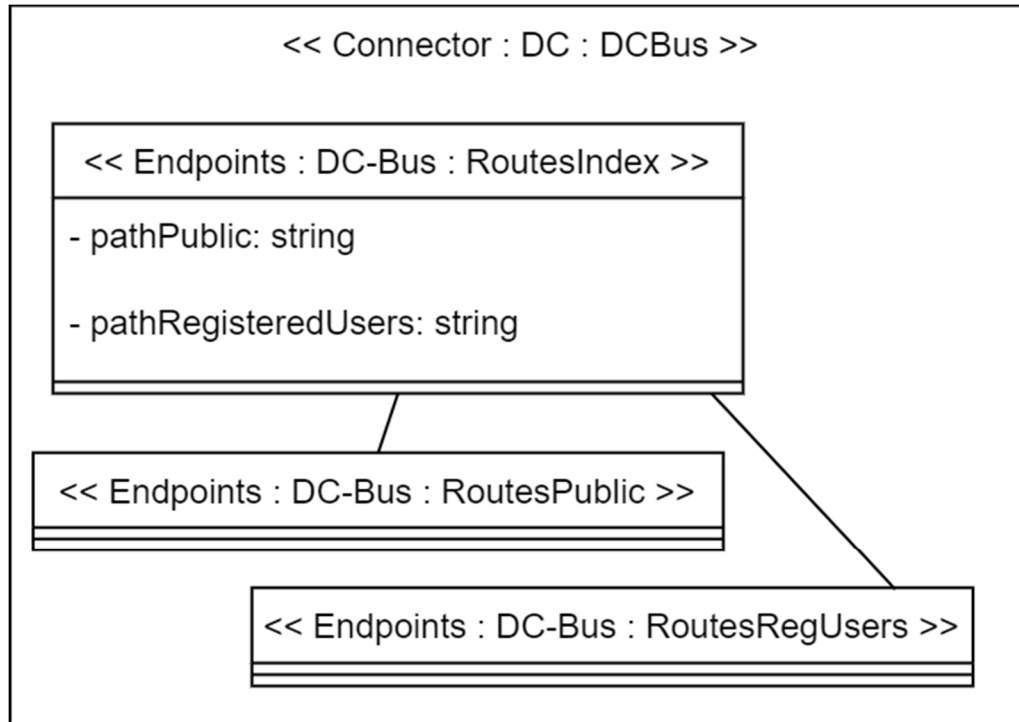 << Connector : DC : DCBus >>
<< Endpoints : DC-Bus : RoutesIndex >>
- pathPublic: string
- pathRegisteredUsers: string
<< Endpoints : DC-Bus : RoutesPublic >>
<< Endpoints : DC-Bus : RoutesRegUsers >>